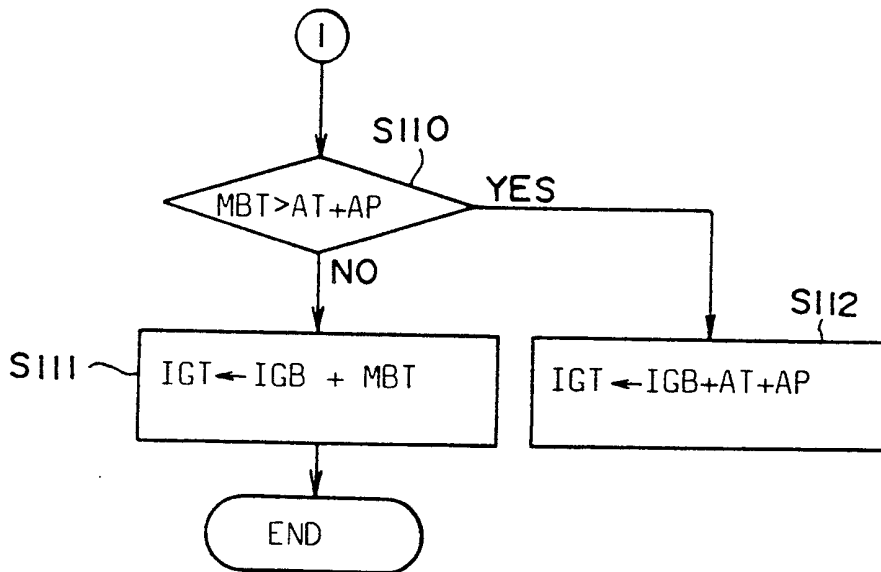 1
S110
MBT>AT+AP
YES
NO
S112
S111
IGT←IGB + MBT
IGT←IGB+AT+AP
END